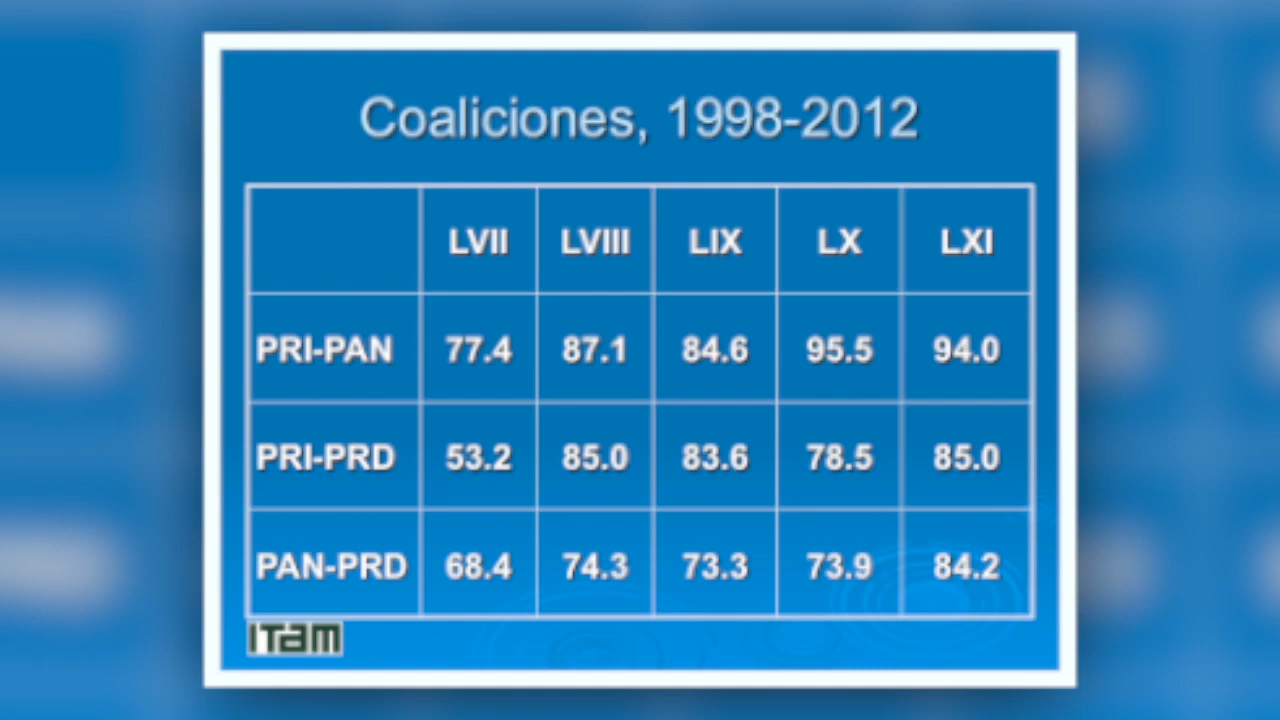 Coaliciones, 1998-2012
LVII LVIII LIX LX LXI
PRI-PAN 77.4 87.1 84.6 95.5 94.0
PRI-PRD 53.2 85.0 83.6 78.5 85.0
PAN-PRD 68.4 74.3 73.3 73.9 84.2
ITAM